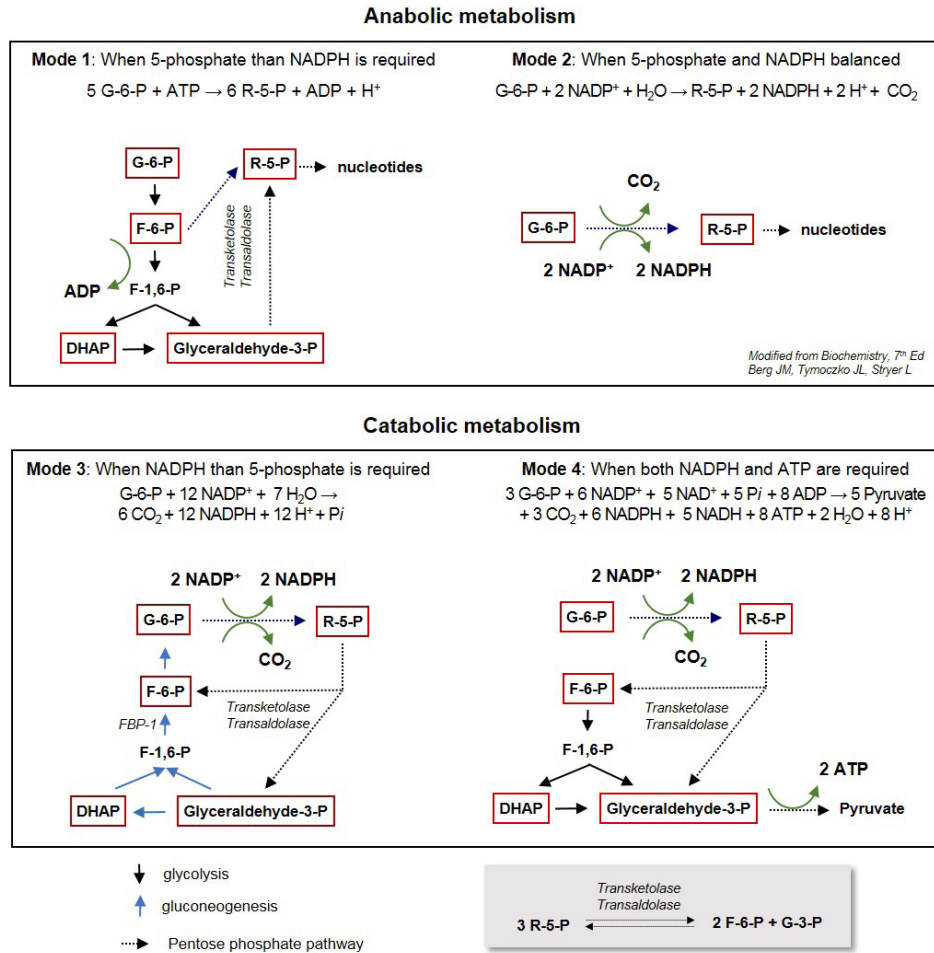 Anabolic metabolism
Mode 1: When 5-phosphate than NADPH is required
5 G-6-P + ATP → 6 R-5-P + ADP + H⁺
G-6-P
R-5-P
nucleotides
F-6-P
Transketolase
Transaldolase
ADP
F-1,6-P
DHAP
Glyceraldehyde-3-P
Mode 2: When 5-phosphate and NADPH balanced
G-6-P + 2 NADP⁺ + H₂O → R-5-P + 2 NADPH + 2 H⁺ + CO₂
CO₂
G-6-P
R-5-P
nucleotides
2 NADP⁺
2 NADPH
Modified from Biochemistry, 7th Ed
Berg JM, Tymoczko JL, Stryer L
Catabolic metabolism
Mode 3: When NADPH than 5-phosphate is required
G-6-P + 12 NADP⁺ + 7 H₂O →
6 CO₂ + 12 NADPH + 12 H⁺ + Pi
2 NADP⁺
2 NADPH
G-6-P
R-5-P
CO₂
F-6-P
Transketolase
Transaldolase
FBP-1
F-1,6-P
DHAP
Glyceraldehyde-3-P
Mode 4: When both NADPH and ATP are required
3 G-6-P + 6 NADP⁺ + 5 NAD⁺ + 5 Pi + 8 ADP → 5 Pyruvate
+ 3 CO₂ + 6 NADPH + 5 NADH + 8 ATP + 2 H₂O + 8 H⁺
2 NADP⁺
2 NADPH
G-6-P
R-5-P
CO₂
F-6-P
Transketolase
Transaldolase
F-1,6-P
2 ATP
DHAP
Glyceraldehyde-3-P
Pyruvate
glycolysis
gluconeogenesis
Pentose phosphate pathway
Transketolase
Transaldolase
3 R-5-P
2 F-6-P + G-3-P